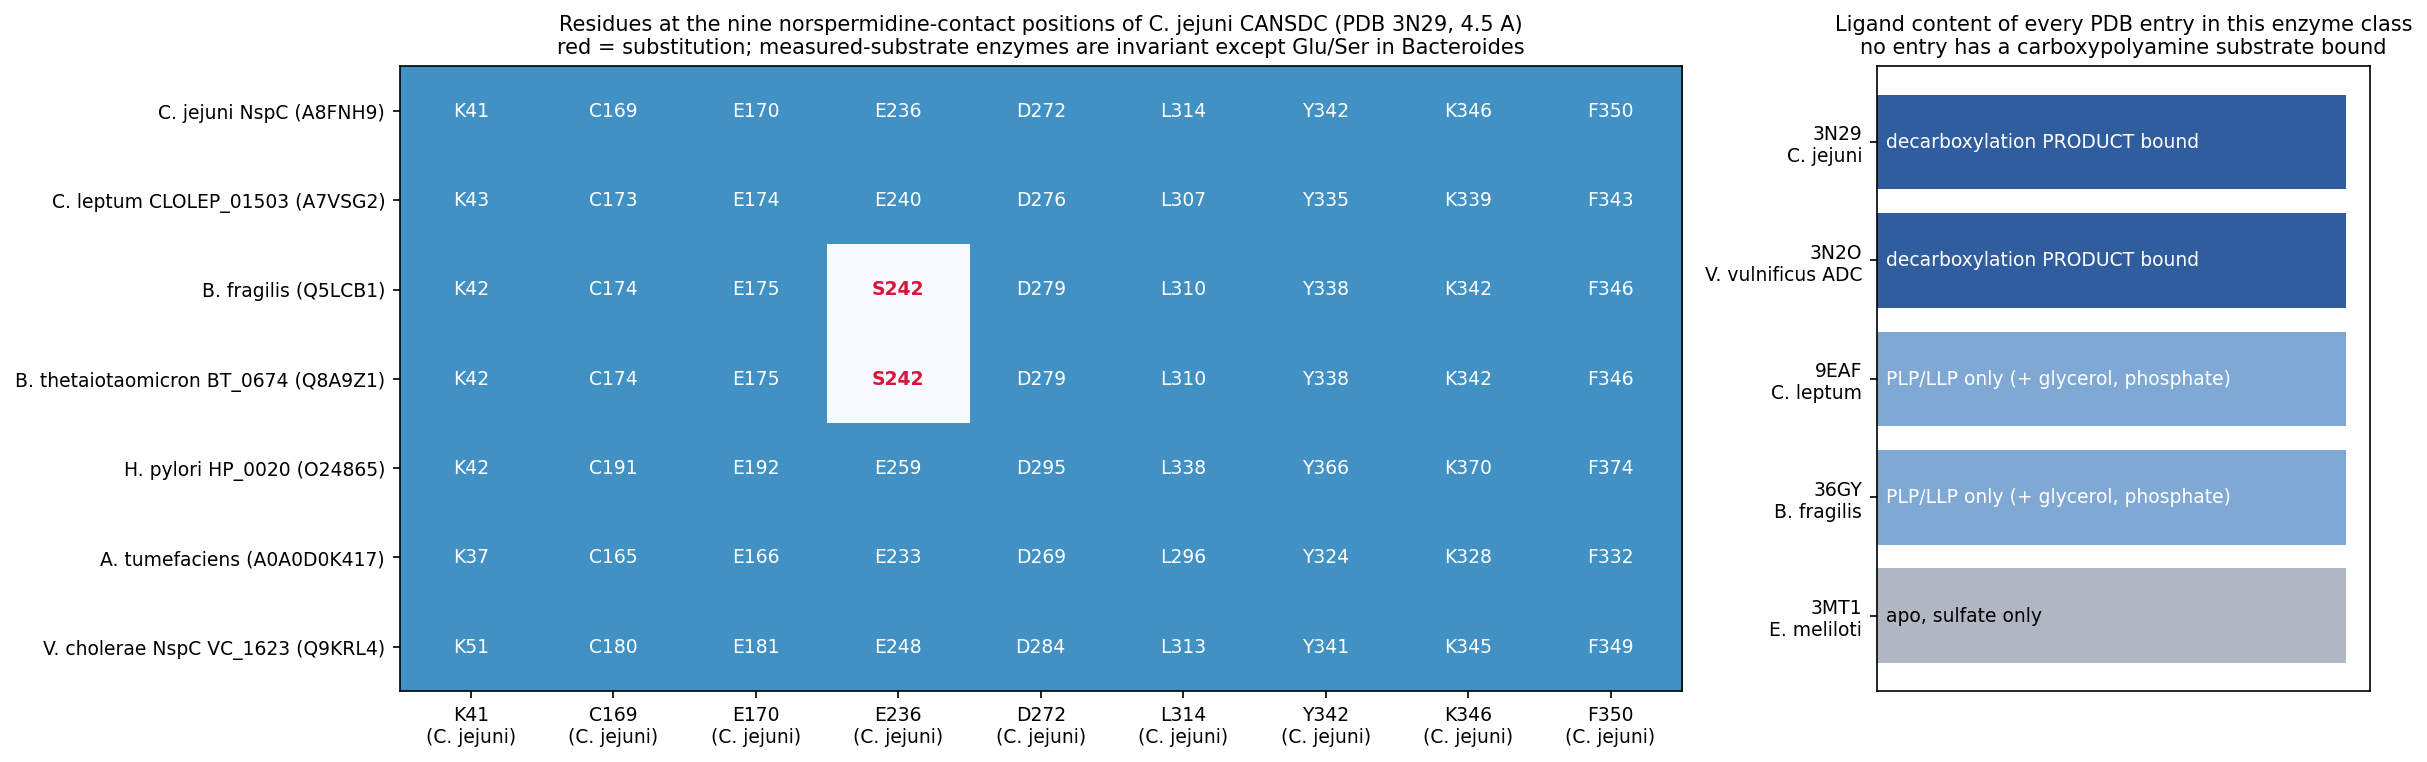 Residues at the nine norspermidine-contact positions of C. jejuni CANSDC (PDB 3N29, 4.5 A)
red = substitution; measured-substrate enzymes are invariant except Glu/Ser in Bacteroides
C. jejuni NspC (A8FNH9) K41 C169 E170 E236 D272 L314 Y342 K346 F350
C. leptum CLOLEP_01503 (A7VSG2) K43 C173 E174 E240 D276 L307 Y335 K339 F343
B. fragilis (Q5LCB1) K42 C174 E175 S242 D279 L310 Y338 K342 F346
B. thetaiotaomicron BT_0674 (Q8A9Z1) K42 C174 E175 S242 D279 L310 Y338 K342 F346
H. pylori HP_0020 (O24865) K42 C191 E192 E259 D295 L338 Y366 K370 F374
A. tumefaciens (A0A0D0K417) K37 C165 E166 E233 D269 L296 Y324 K328 F332
V. cholerae NspC VC_1623 (Q9KRL4) K51 C180 E181 E248 D284 L313 Y341 K345 F349
K41 C169 E170 E236 D272 L314 Y342 K346 F350
(C. jejuni) (C. jejuni) (C. jejuni) (C. jejuni) (C. jejuni) (C. jejuni) (C. jejuni) (C. jejuni) (C. jejuni)
Ligand content of every PDB entry in this enzyme class
no entry has a carboxypolyamine substrate bound
3N29
C. jejuni
decarboxylation PRODUCT bound
3N2O
V. vulnificus ADC
decarboxylation PRODUCT bound
9EAF
C. leptum
PLP/LLP only (+ glycerol, phosphate)
36GY
B. fragilis
PLP/LLP only (+ glycerol, phosphate)
3MT1
E. meliloti
apo, sulfate only